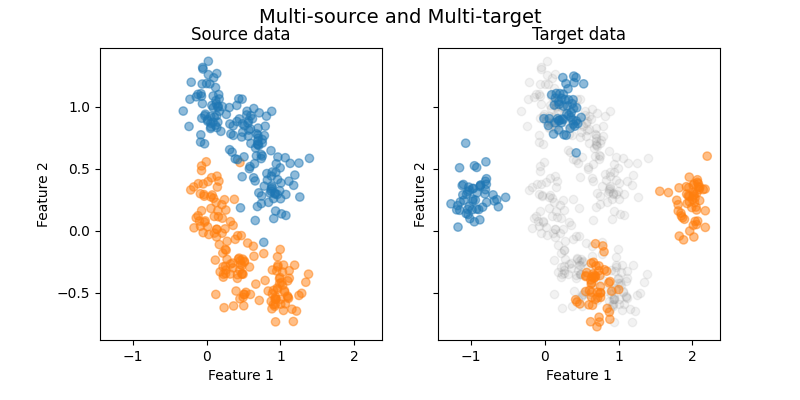 Multi-source and Multi-target
Source data
Target data
Feature 2
1.0
0.5
0.0
−0.5
−1
0
1
2
Feature 1
Feature 2
−1
0
1
2
Feature 1